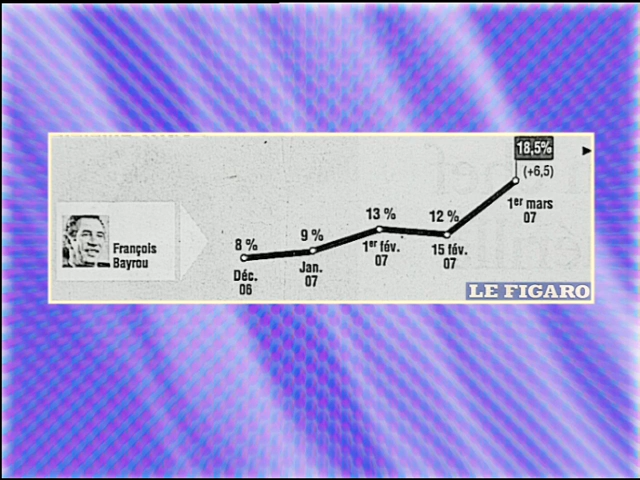 18,5%
(+6,5)
1er mars
07
13 %
12 %
1er fév.
07
15 fév.
07
9 %
Jan.
07
8 %
Déc.
06
François
Bayrou
LE FIGARO